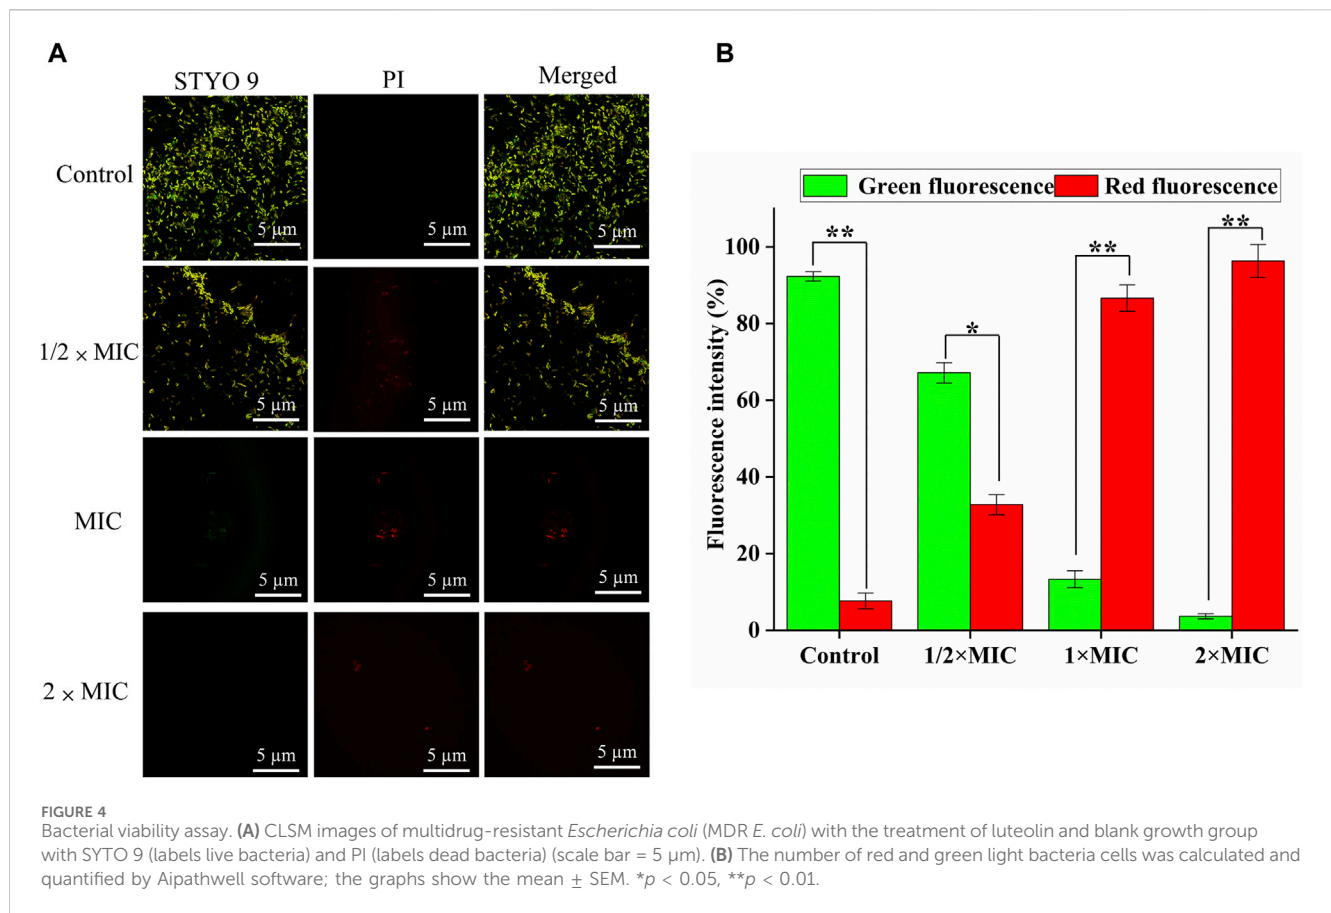 A
STYO 9 PI Merged
Control
5 µm 5 µm 5 µm
1/2 × MIC
5 µm 5 µm 5 µm
MIC
5 µm 5 µm 5 µm
2 × MIC
5 µm 5 µm 5 µm
B
Green fluorescence Red fluorescence
Fluorescence intensity (%)
100
80
60
40
20
0
** * ** **
Control 1/2×MIC 1×MIC 2×MIC
FIGURE 4
Bacterial viability assay. (A) CLSM images of multidrug-resistant Escherichia coli (MDR E. coli) with the treatment of luteolin and blank growth group
with SYTO 9 (labels live bacteria) and PI (labels dead bacteria) (scale bar = 5 µm). (B) The number of red and green light bacteria cells was calculated and
quantified by Aipathwell software; the graphs show the mean ± SEM. *p < 0.05, **p < 0.01.